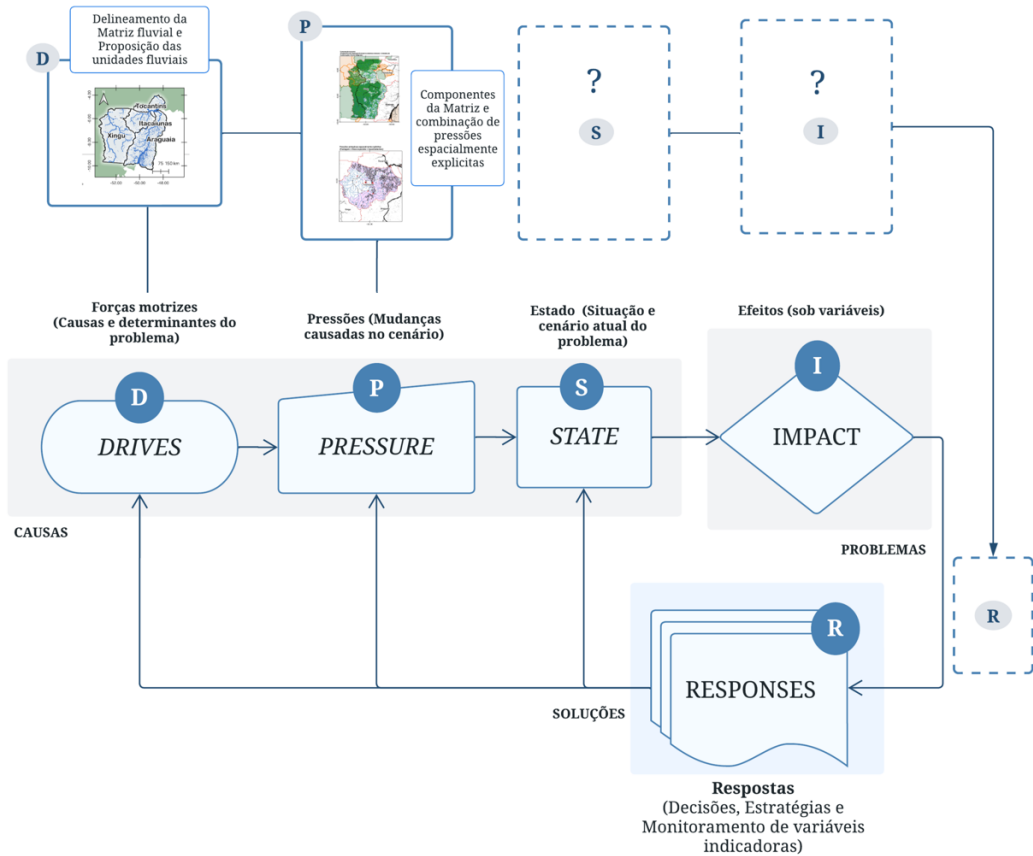 D
Delineamento da
Matriz fluvial e
Proposição das
unidades fluviais
Tocantins
Itacaiunas
Xingu
Araguaia
P
Componentes
da Matriz e
combinação de
pressões
espacialmente
explicitas
?
S
?
I
Forças motrizes
(Causas e determinantes do
problema)
Pressões (Mudanças
causadas no cenário)
Estado (Situação e
cenário atual do
problema)
Efeitos (sob variáveis)
D
DRIVES
P
PRESSURE
S
STATE
I
IMPACT
CAUSAS
PROBLEMAS
R
R
RESPONSES
SOLUÇÕES
Respostas
(Decisões, Estratégias e
Monitoramento de variáveis
indicadoras)